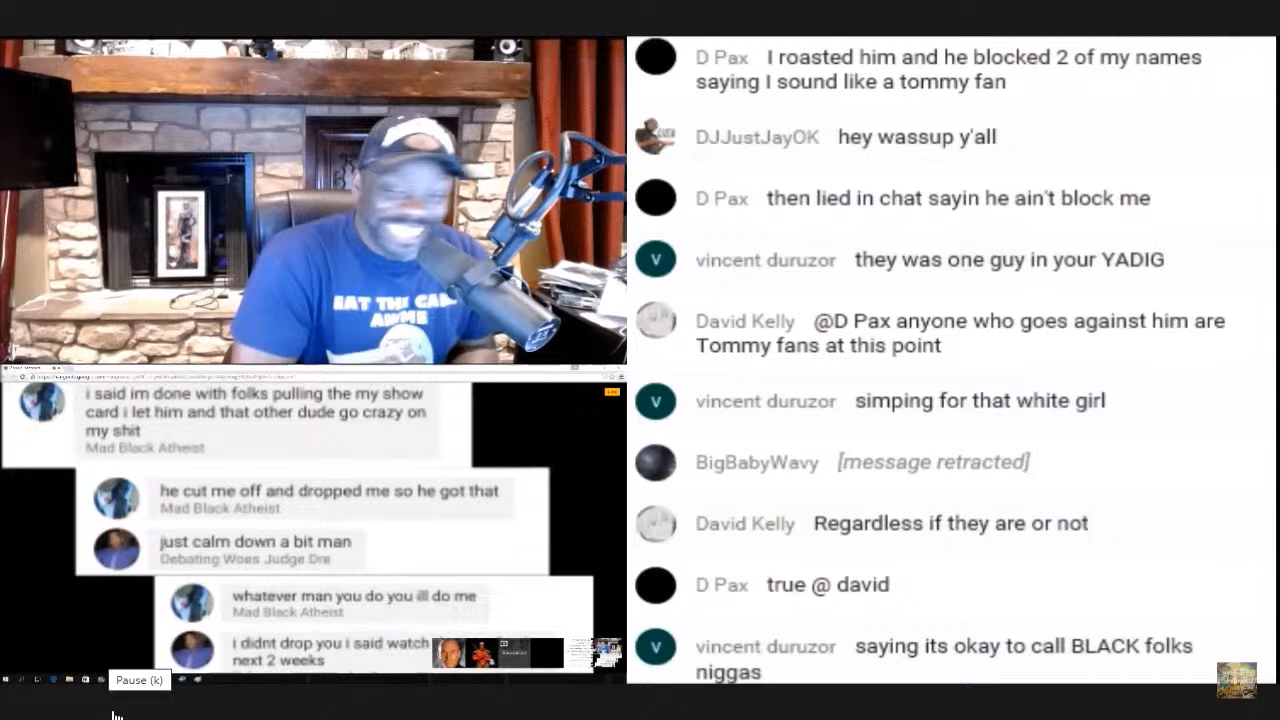 EAT THE CAKE
i said im done with folks pulling the my show
card i let him and that other dude go crazy on
my shit
Mad Black Atheist
he cut me off and dropped me so he got that
Mad Black Atheist
just calm down a bit man
Debating Woes Judge Dre
whatever man you do you ill do me
Mad Black Atheist
i didnt drop you i said watch
next 2 weeks
Pause (k)
D Pax I roasted him and he blocked 2 of my names
saying I sound like a tommy fan
DJJustJayOK hey wassup y'all
D Pax then lied in chat sayin he ain't block me
V vincent duruzor they was one guy in your YADIG
David Kelly @D Pax anyone who goes against him are
Tommy fans at this point
V vincent duruzor simping for that white girl
BigBabyWavy [message retracted]
David Kelly Regardless if they are or not
D Pax true @ david
V vincent duruzor saying its okay to call BLACK folks
niggas